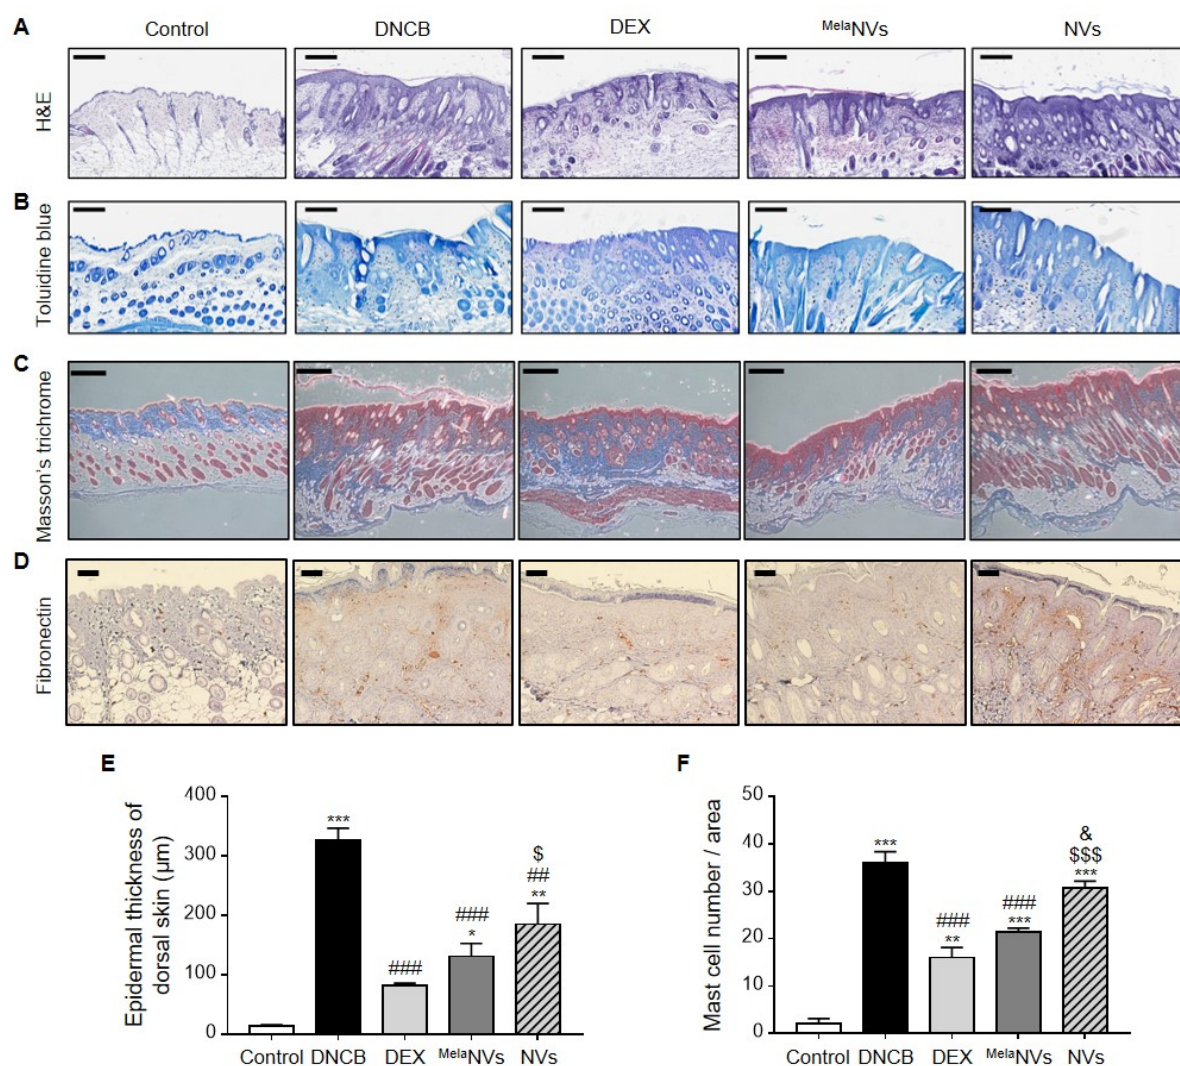 A Control DNCB DEX MelaNVs NVs
H&E
B
Toluidine blue
C
Masson's trichrome
D
Fibronectin
E
Epidermal thickness of
dorsal skin (μm)
400
300
200
100
0
***
###
###
*
$
##
**
Control DNCB DEX MelaNVs NVs
F
Mast cell number / area
50
40
30
20
10
0
***
###
**
###
***
&
$$$
***
Control DNCB DEX MelaNVs NVs